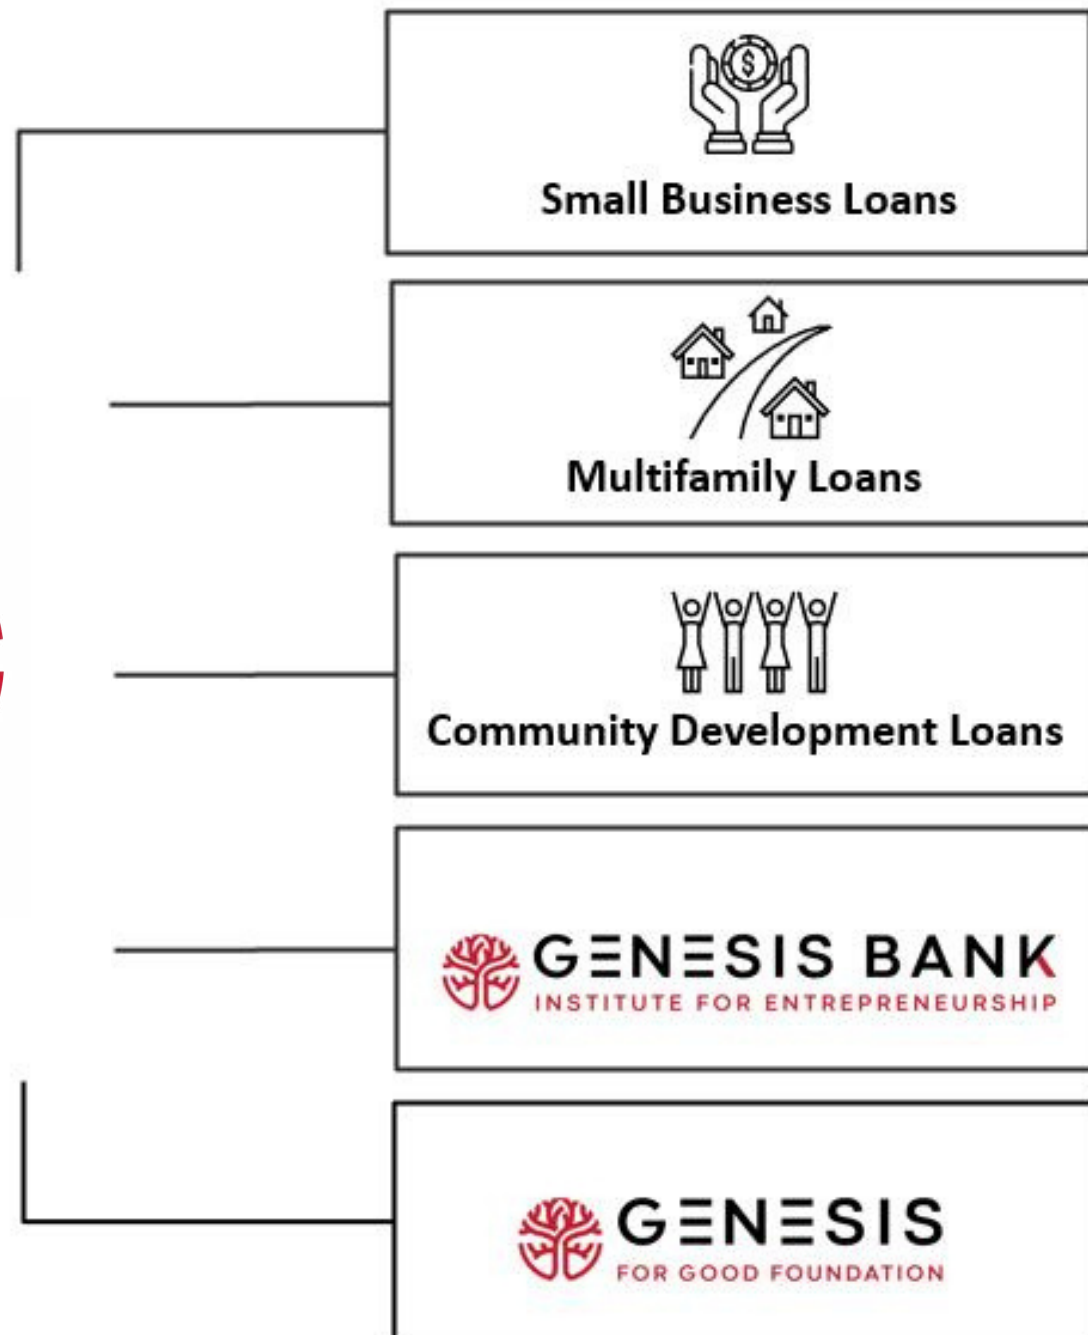 $
Small Business Loans
Multifamily Loans
Community Development Loans
GENESIS BANK
INSTITUTE FOR ENTREPRENEURSHIP
GENESIS
FOR GOOD FOUNDATION